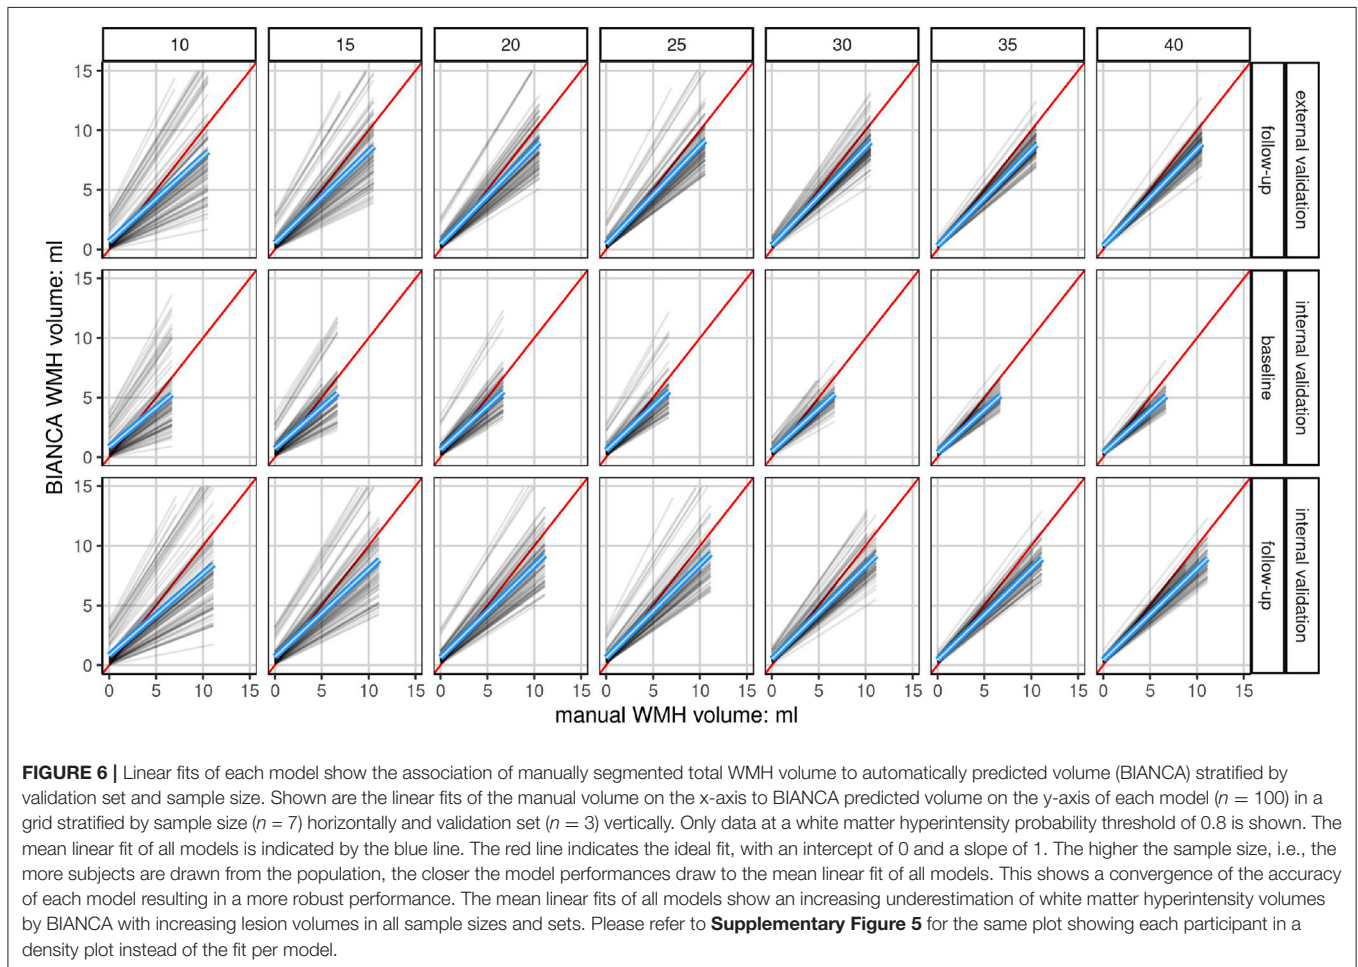 10 15 20 25 30 35 40
15
10
5
0
external validation
follow-up
15
10
5
0
internal validation
baseline
15
10
5
0
internal validation
follow-up
BIANCA WMH volume: ml
0 5 10 15 0 5 10 15 0 5 10 15 0 5 10 15 0 5 10 15 0 5 10 15 0 5 10 15
manual WMH volume: ml
FIGURE 6 | Linear fits of each model show the association of manually segmented total WMH volume to automatically predicted volume (BIANCA) stratified by
validation set and sample size. Shown are the linear fits of the manual volume on the x-axis to BIANCA predicted volume on the y-axis of each model (n = 100) in a
grid stratified by sample size (n = 7) horizontally and validation set (n = 3) vertically. Only data at a white matter hyperintensity probability threshold of 0.8 is shown. The
mean linear fit of all models is indicated by the blue line. The red line indicates the ideal fit, with an intercept of 0 and a slope of 1. The higher the sample size, i.e., the
more subjects are drawn from the population, the closer the model performances draw to the mean linear fit of all models. This shows a convergence of the accuracy
of each model resulting in a more robust performance. The mean linear fits of all models show an increasing underestimation of white matter hyperintensity volumes
by BIANCA with increasing lesion volumes in all sample sizes and sets. Please refer to Supplementary Figure 5 for the same plot showing each participant in a
density plot instead of the fit per model.